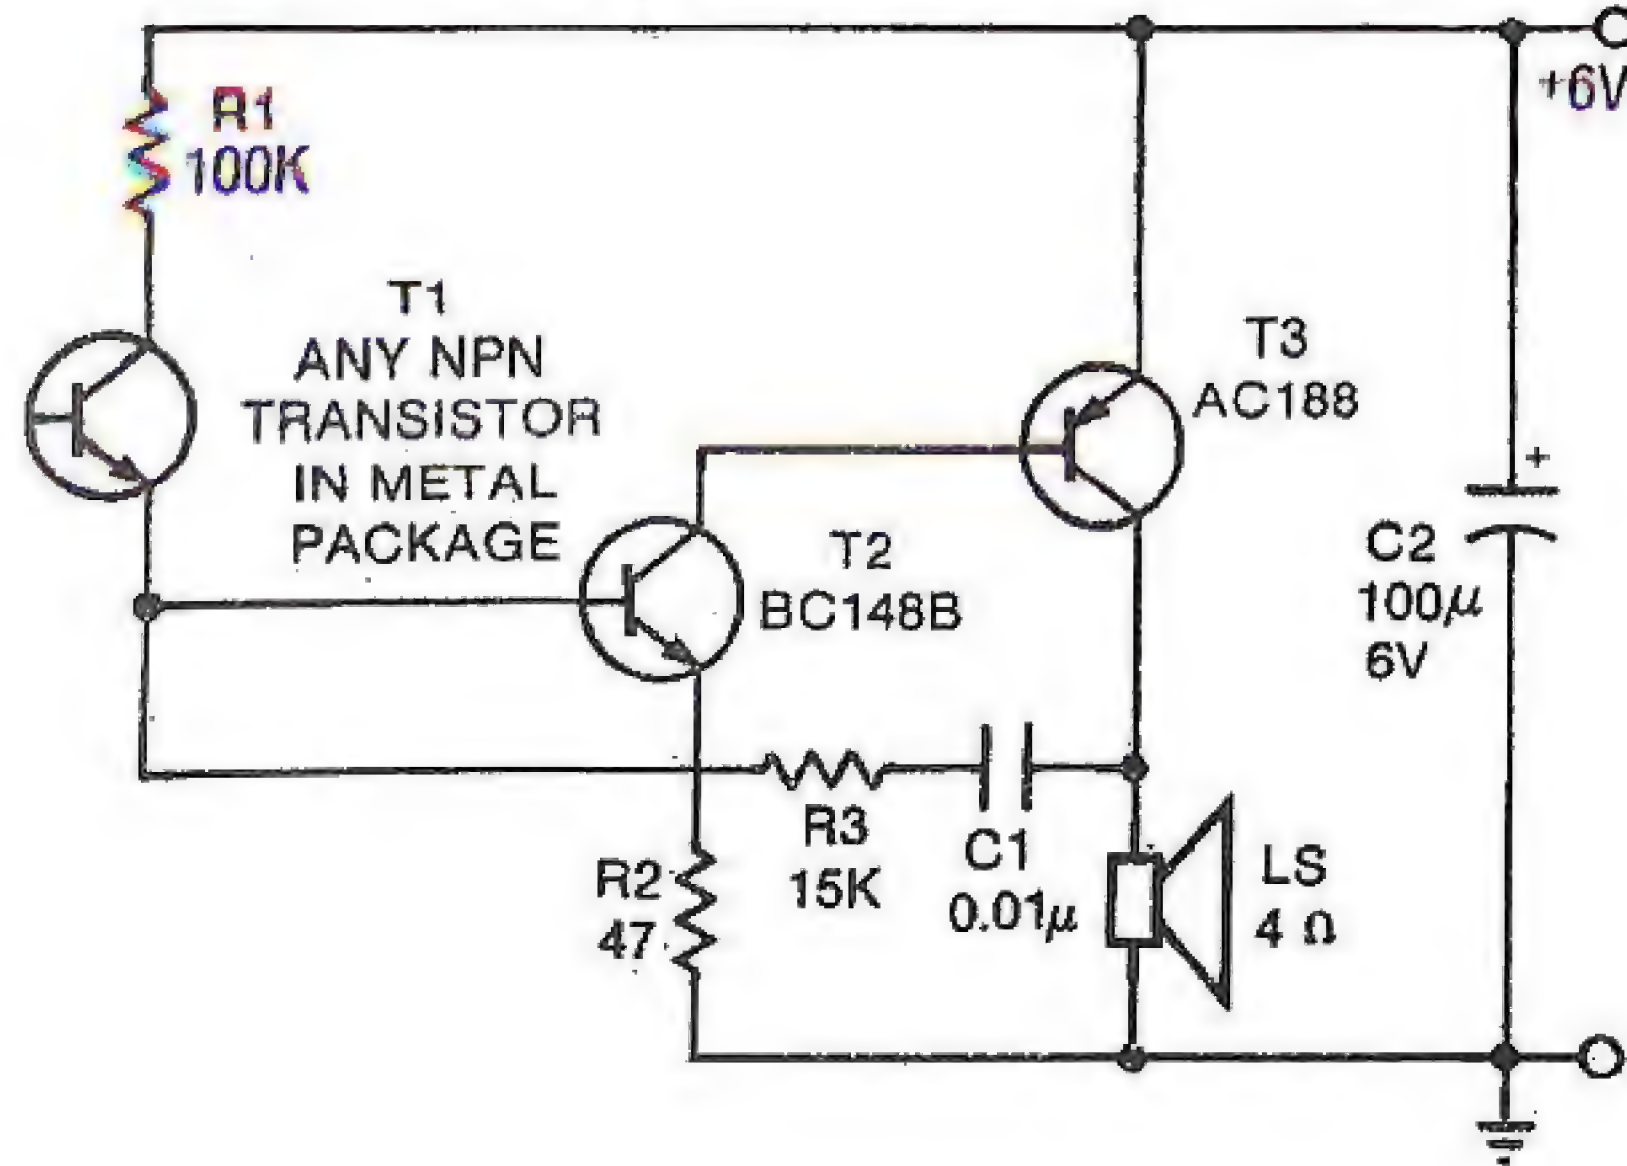 R1
100K
+6V
T1
ANY NPN
TRANSISTOR
IN METAL
PACKAGE
T3
AC188
T2
BC148B
+
C2
100μ
6V
R3
15K
C1
0.01μ
R2
47
LS
4 Ω